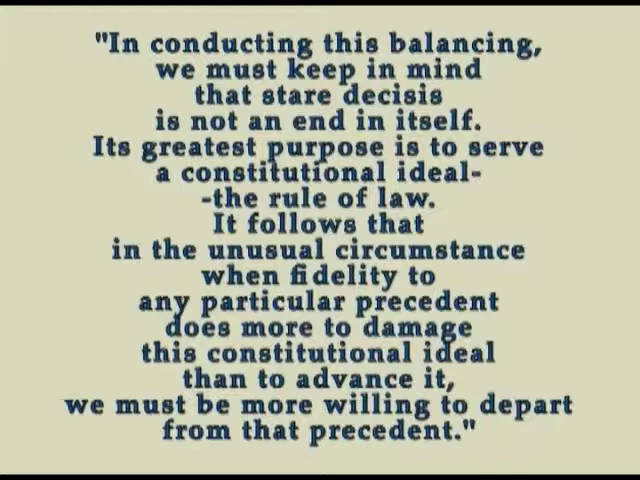 "In conducting this balancing,
we must keep in mind
that stare decisis
is not an end in itself.
Its greatest purpose is to serve
a constitutional ideal-
-the rule of law.
It follows that
in the unusual circumstance
when fidelity to
any particular precedent
does more to damage
this constitutional ideal
than to advance it,
we must be more willing to depart
from that precedent."